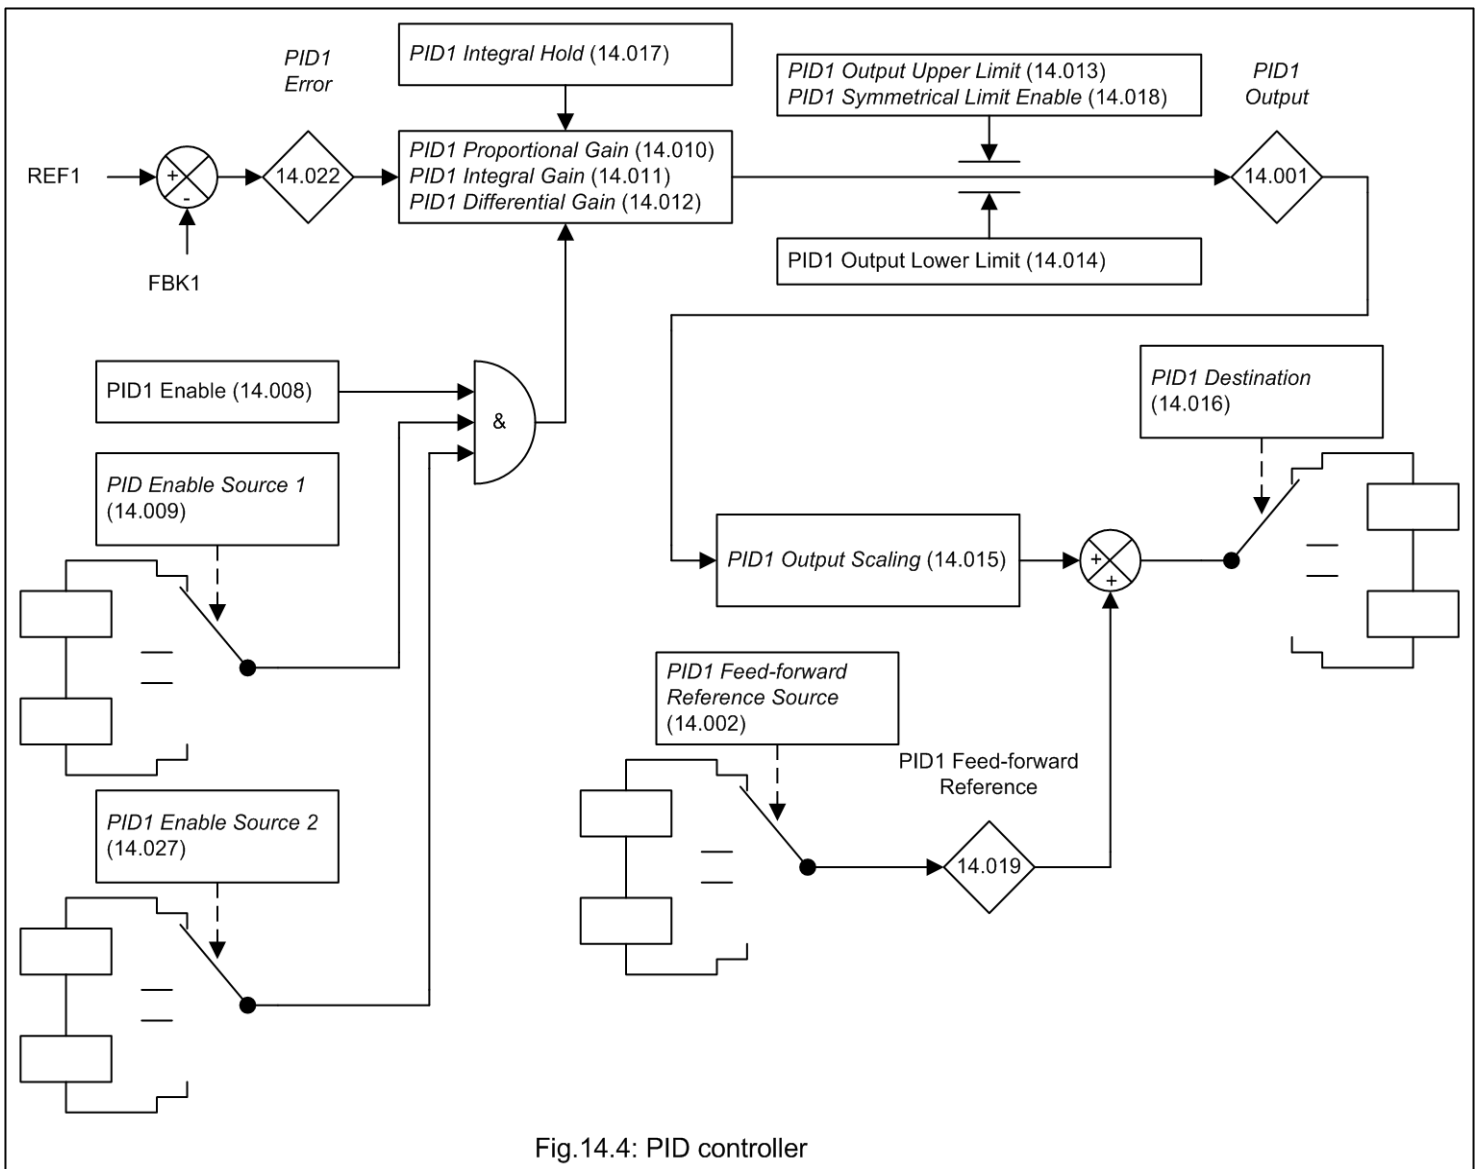 PID1
Error
PID1 Integral Hold (14.017)
PID1 Output Upper Limit (14.013)
PID1 Symmetrical Limit Enable (14.018)
PID1
Output
REF1
+
-
14.022
PID1 Proportional Gain (14.010)
PID1 Integral Gain (14.011)
PID1 Differential Gain (14.012)
14.001
FBK1
PID1 Output Lower Limit (14.014)
PID1 Enable (14.008)
&
PID1 Destination
(14.016)
PID Enable Source 1
(14.009)
PID1 Output Scaling (14.015)
+
+
PID1 Feed-forward
Reference Source
(14.002)
PID1 Feed-forward
Reference
14.019
PID1 Enable Source 2
(14.027)
Fig.14.4: PID controller